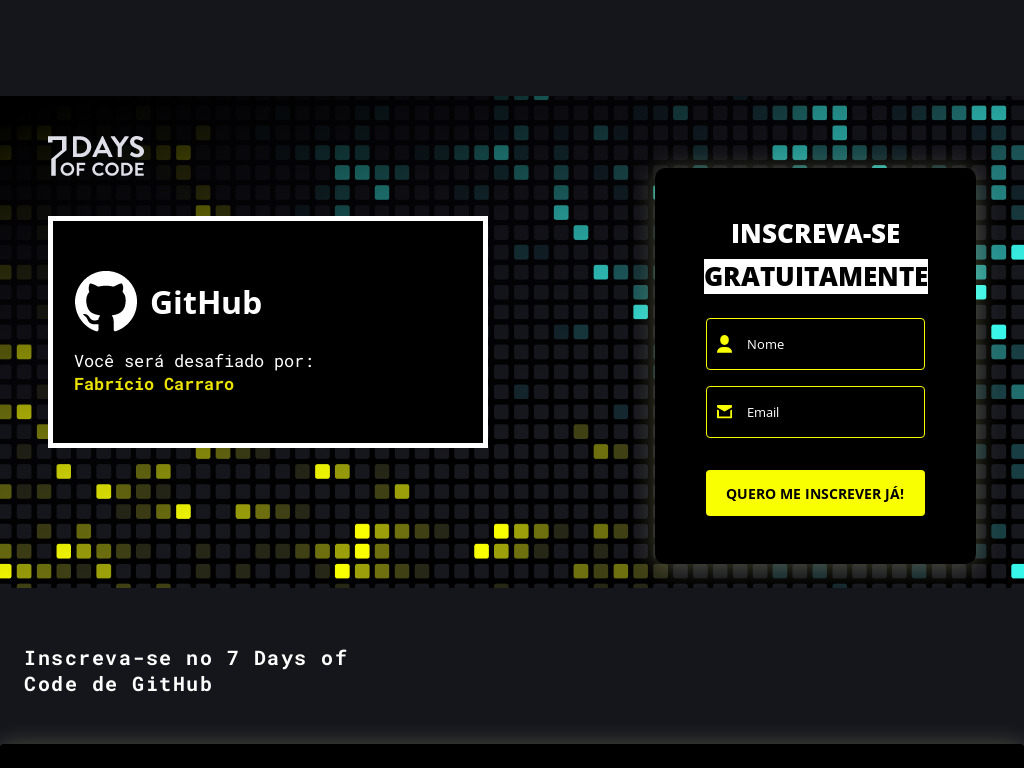 7 DAYS
OF CODE
GitHub
Você será desafiado por:
Fabrício Carraro
INSCREVA-SE
GRATUITAMENTE
Nome
Email
QUERO ME INSCREVER JÁ!
Inscreva-se no 7 Days of
Code de GitHub